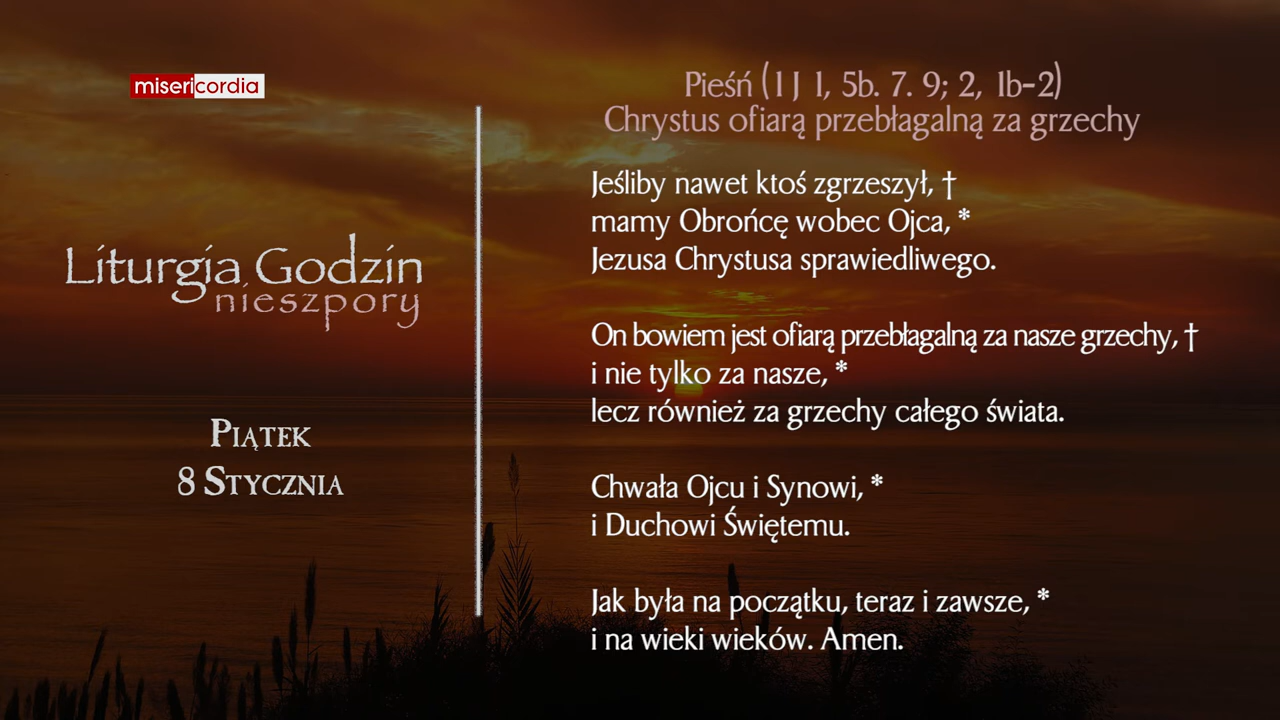 misericordia
Liturgia Godzin
nieszpory
Piątek
8 Stycznia
Pieśń (1 J 1, 5b. 7. 9; 2, 1b-2)
Chrystus ofiarą przebłagalną za grzechy
Jeśliby nawet ktoś zgrzeszył, †
mamy Obrońcę wobec Ojca, *
Jezusa Chrystusa sprawiedliwego.
On bowiem jest ofiarą przebłagalną za nasze grzechy, †
i nie tylko za nasze, *
lecz również za grzechy całego świata.
Chwała Ojcu i Synowi, *
i Duchowi Świętemu.
Jak była na początku, teraz i zawsze, *
i na wieki wieków. Amen.